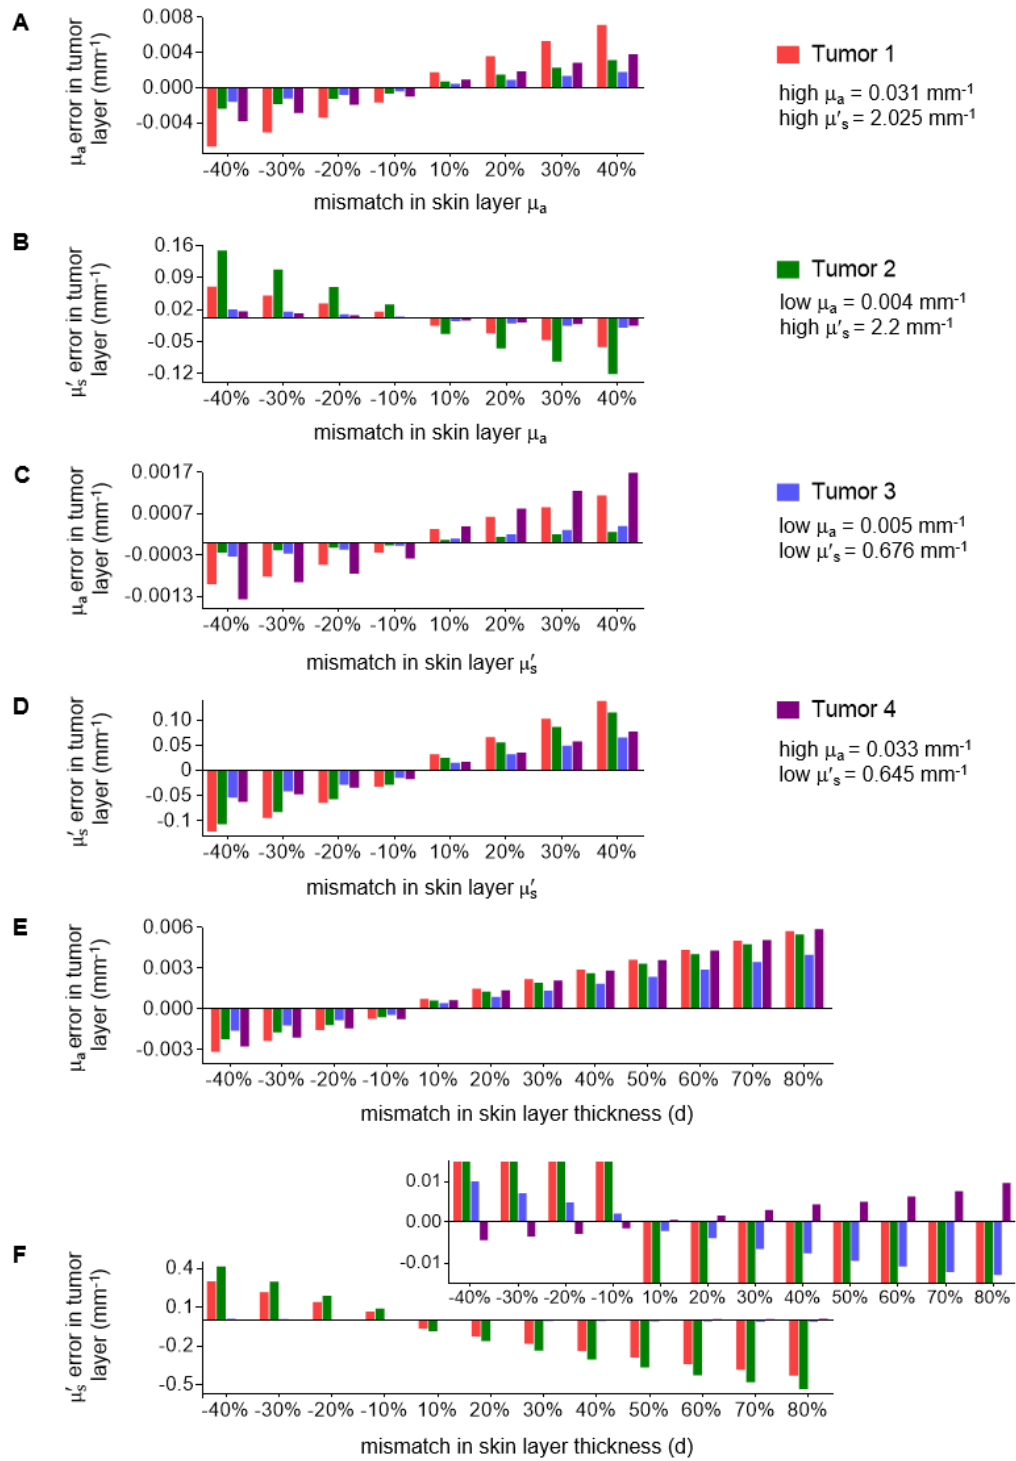 A
μa error in tumor
layer (mm-1)
0.008
0.004
0.000
-0.004
-40% -30% -20% -10% 10% 20% 30% 40%
mismatch in skin layer μa
Tumor 1
high μa = 0.031 mm-1
high μ's = 2.025 mm-1
B
μ's error in tumor
layer (mm-1)
0.16
0.09
0.02
-0.05
-0.12
-40% -30% -20% -10% 10% 20% 30% 40%
mismatch in skin layer μa
Tumor 2
low μa = 0.004 mm-1
high μ's = 2.2 mm-1
C
μa error in tumor
layer (mm-1)
0.0017
0.0007
-0.0003
-0.0013
-40% -30% -20% -10% 10% 20% 30% 40%
mismatch in skin layer μ's
Tumor 3
low μa = 0.005 mm-1
low μ's = 0.676 mm-1
D
μ's error in tumor
layer (mm-1)
0.10
0.05
0
-0.05
-0.1
-40% -30% -20% -10% 10% 20% 30% 40%
mismatch in skin layer μ's
Tumor 4
high μa = 0.033 mm-1
low μ's = 0.645 mm-1
E
μa error in tumor
layer (mm-1)
0.006
0.003
0.000
-0.003
-40% -30% -20% -10% 10% 20% 30% 40% 50% 60% 70% 80%
mismatch in skin layer thickness (d)
0.01
0.00
-0.01
-40% -30% -20% -10% 10% 20% 30% 40% 50% 60% 70% 80%
F
μ's error in tumor
layer (mm-1)
0.4
0.1
-0.2
-0.5
-40% -30% -20% -10% 10% 20% 30% 40% 50% 60% 70% 80%
mismatch in skin layer thickness (d)